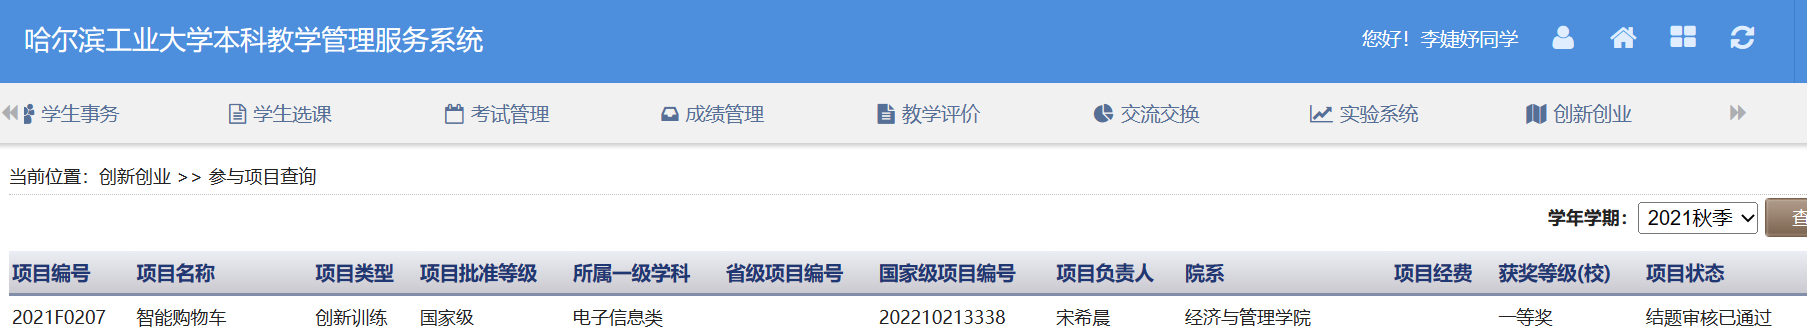 哈尔滨工业大学本科教学管理服务系统 您好！李婕妤同学
学生事务 学生选课 考试管理 成绩管理 教学评价 交流交换 实验系统 创新创业
当前位置：创新创业 >> 参与项目查询
学年学期： 2021秋季 查
项目编号 项目名称 项目类型 项目批准等级 所属一级学科 省级项目编号 国家级项目编号 项目负责人 院系 项目经费 获奖等级(校) 项目状态
2021F0207 智能购物车 创新训练 国家级 电子信息类 202210213338 宋希晨 经济与管理学院 一等奖 结题审核已通过